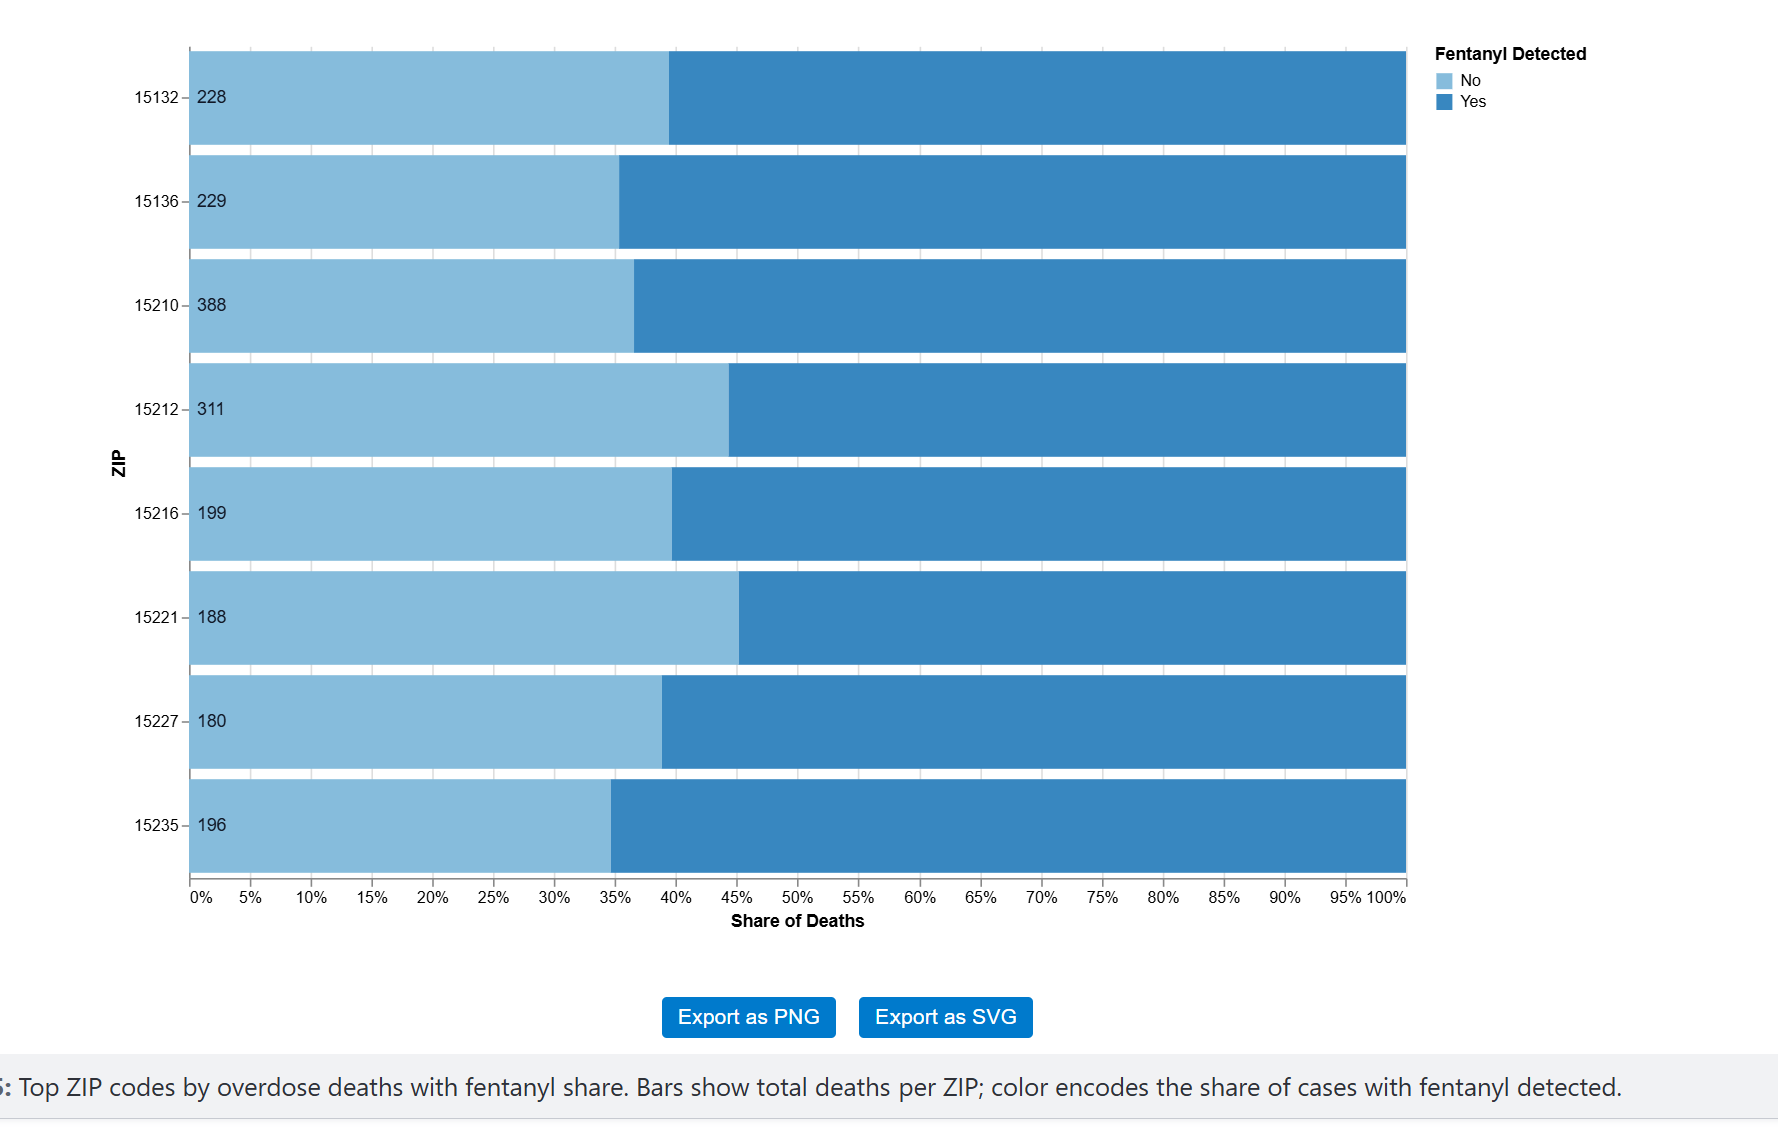 Fentanyl Detected
No
Yes
ZIP
15132 228
15136 229
15210 388
15212 311
15216 199
15221 188
15227 180
15235 196
0% 5% 10% 15% 20% 25% 30% 35% 40% 45% 50% 55% 60% 65% 70% 75% 80% 85% 90% 95% 100%
Share of Deaths
Export as PNG Export as SVG
: Top ZIP codes by overdose deaths with fentanyl share. Bars show total deaths per ZIP; color encodes the share of cases with fentanyl detected.